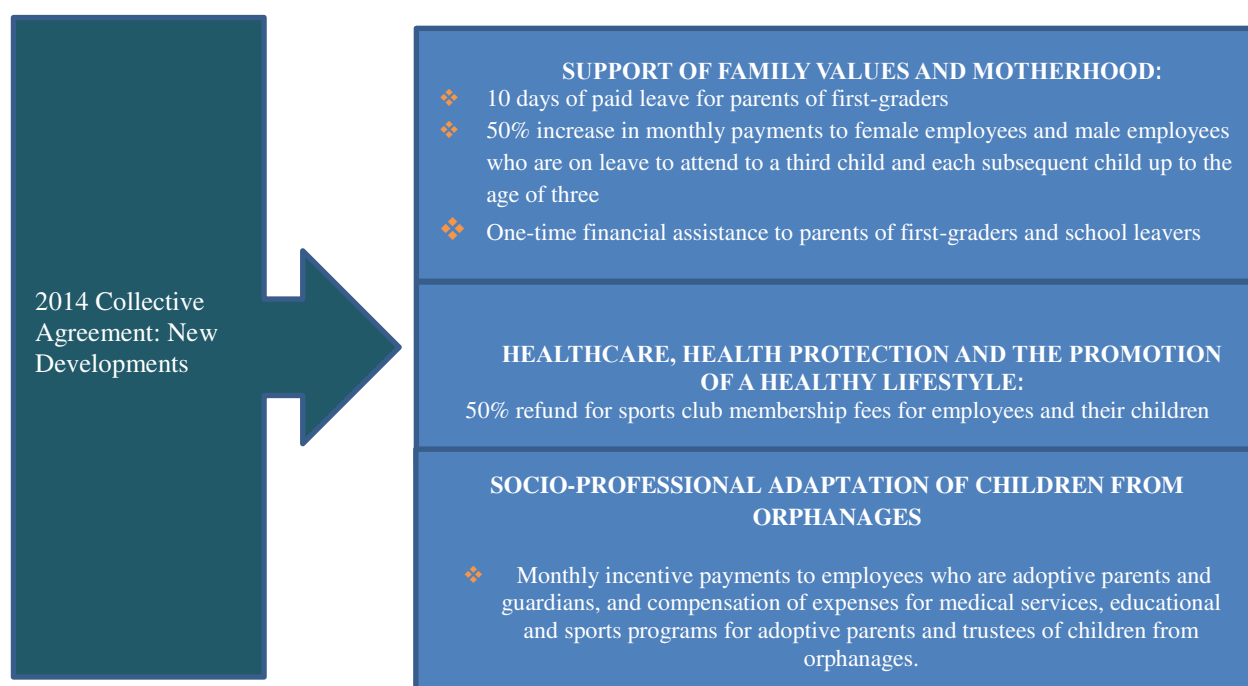 2014 Collective
Agreement: New
Developments
SUPPORT OF FAMILY VALUES AND MOTHERHOOD:
❖ 10 days of paid leave for parents of first-graders
❖ 50% increase in monthly payments to female employees and male employees
who are on leave to attend to a third child and each subsequent child up to the
age of three
❖ One-time financial assistance to parents of first-graders and school leavers
HEALTHCARE, HEALTH PROTECTION AND THE PROMOTION
OF A HEALTHY LIFESTYLE:
50% refund for sports club membership fees for employees and their children
SOCIO-PROFESSIONAL ADAPTATION OF CHILDREN FROM
ORPHANAGES
❖ Monthly incentive payments to employees who are adoptive parents and
guardians, and compensation of expenses for medical services, educational
and sports programs for adoptive parents and trustees of children from
orphanages.